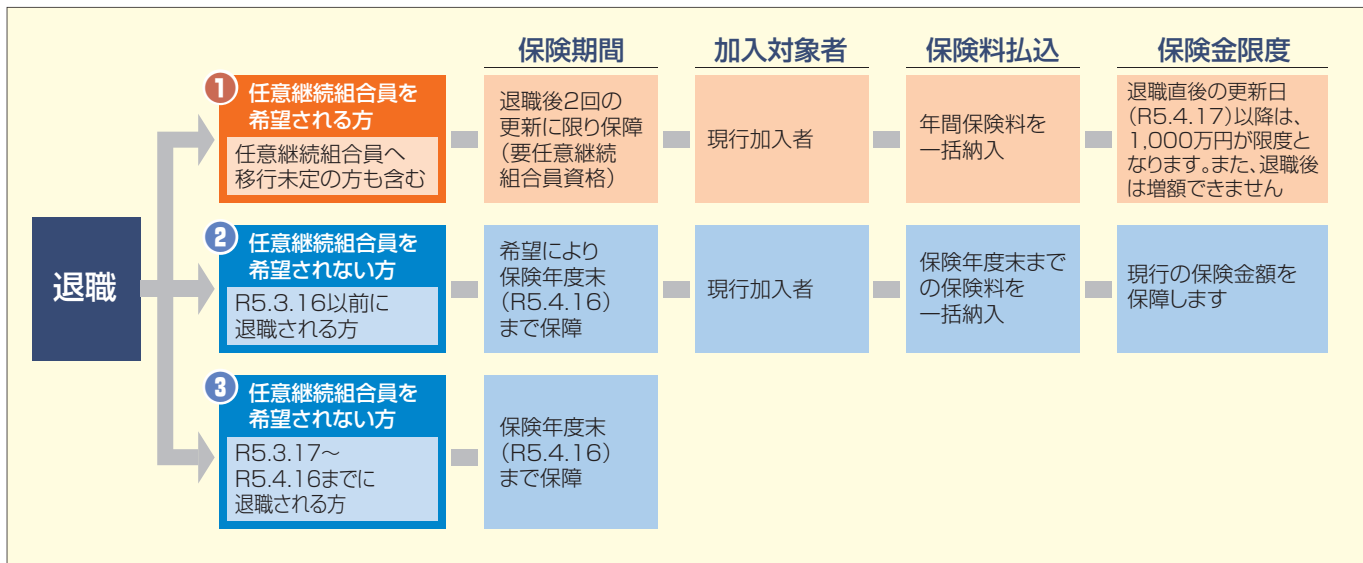 保険期間
加入対象者
保険料払込
保険金限度
退職
1
任意継続組合員を
希望される方
任意継続組合員へ
移行未定の方も含む
退職後2回の
更新に限り保障
(要任意継続
組合員資格)
現行加入者
年間保険料を
一括納入
退職直後の更新日
(R5.4.17)以降は、
1,000万円が限度と
なります。また、退職後
は増額できません
2
任意継続組合員を
希望されない方
R5.3.16以前に
退職される方
希望により
保険年度末
(R5.4.16)
まで保障
現行加入者
保険年度末まで
の保険料を
一括納入
現行の保険金額を
保障します
3
任意継続組合員を
希望されない方
R5.3.17〜
R5.4.16までに
退職される方
保険年度末
(R5.4.16)
まで保障